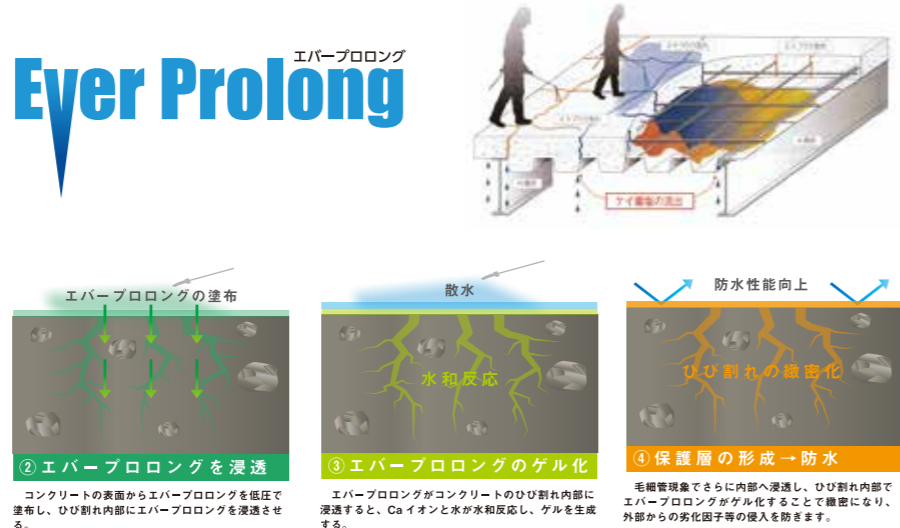 エバープロロング
Ever Prolong
ケイ酸塩の流出
エバープロロングの塗布
②エバープロロングを浸透
コンクリートの表面からエバープロロングを低圧で
塗布し、ひび割れ内部にエバープロロングを浸透させ
る。
散水
水和反応
③エバープロロングのゲル化
エバープロロングがコンクリートのひび割れ内部に
浸透すると、Caイオンと水が水和反応し、ゲルを生成
する。
防水性能向上
ひび割れの緻密化
④保護層の形成→防水
毛細管現象でさらに内部へ浸透し、ひび割れ内部で
エバープロロングがゲル化することで緻密になり、
外部からの劣化因子等の侵入を防ぎます。